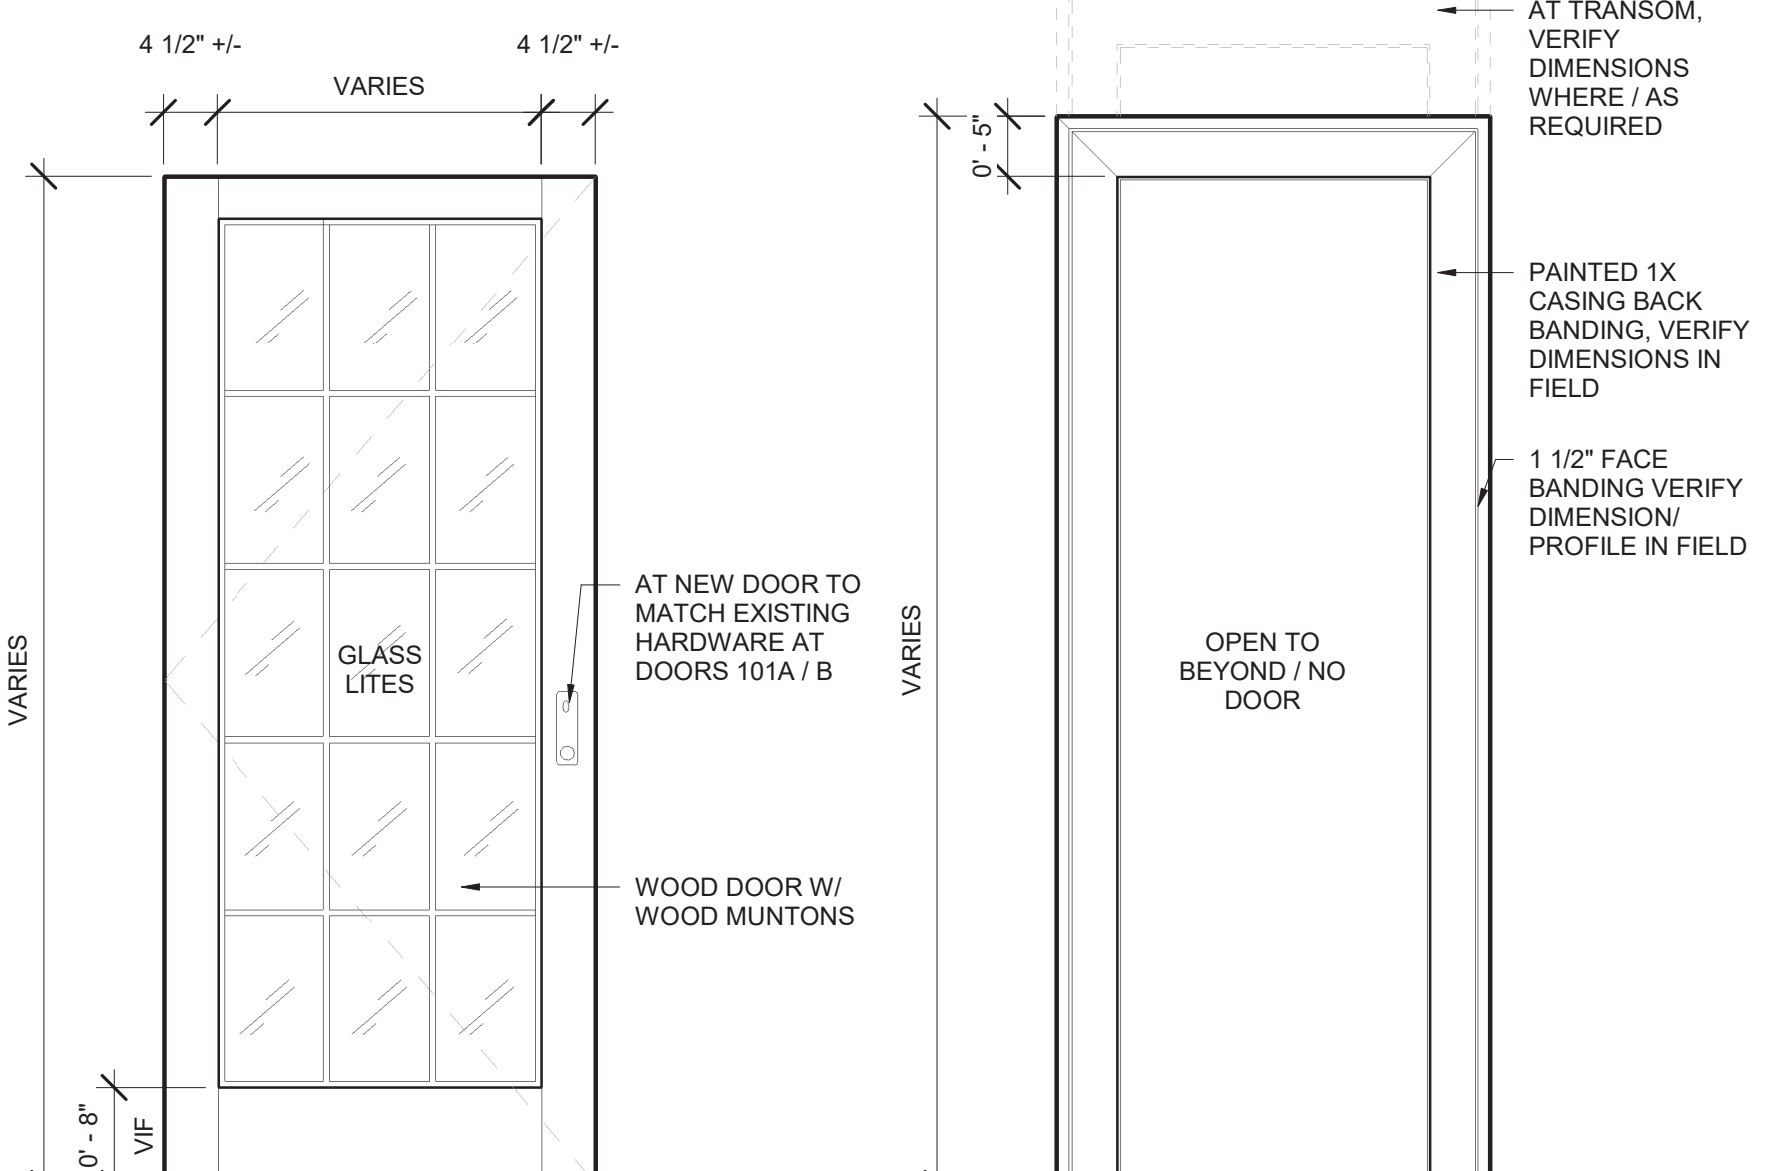 4 1/2" +/-
4 1/2" +/-
VARIES
VARIES
GLASS
LITES
AT NEW DOOR TO
MATCH EXISTING
HARDWARE AT
DOORS 101A / B
WOOD DOOR W/
WOOD MUNTONS
0' - 8"
VIF
AT TRANSOM,
VERIFY
DIMENSIONS
WHERE / AS
REQUIRED
0' - 5"
VARIES
OPEN TO
BEYOND / NO
DOOR
PAINTED 1X
CASING BACK
BANDING, VERIFY
DIMENSIONS IN
FIELD
1 1/2" FACE
BANDING VERIFY
DIMENSION/
PROFILE IN FIELD